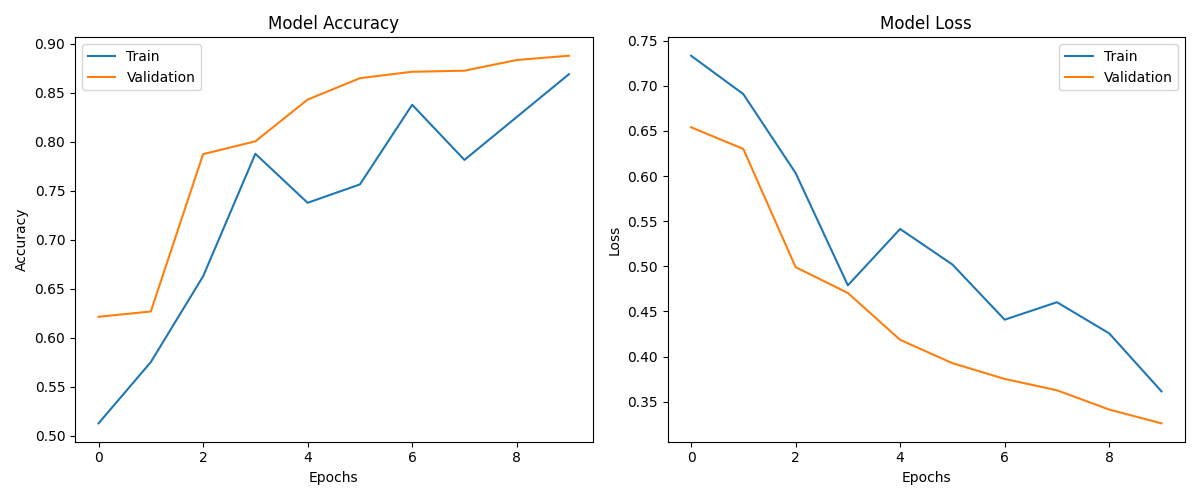 Model Accuracy
Train
Validation
0.90
0.85
0.80
0.75
0.70
0.65
0.60
0.55
0.50
Accuracy
0 2 4 6 8
Epochs
Model Loss
Train
Validation
0.75
0.70
0.65
0.60
0.55
0.50
0.45
0.40
0.35
Loss
0 2 4 6 8
Epochs